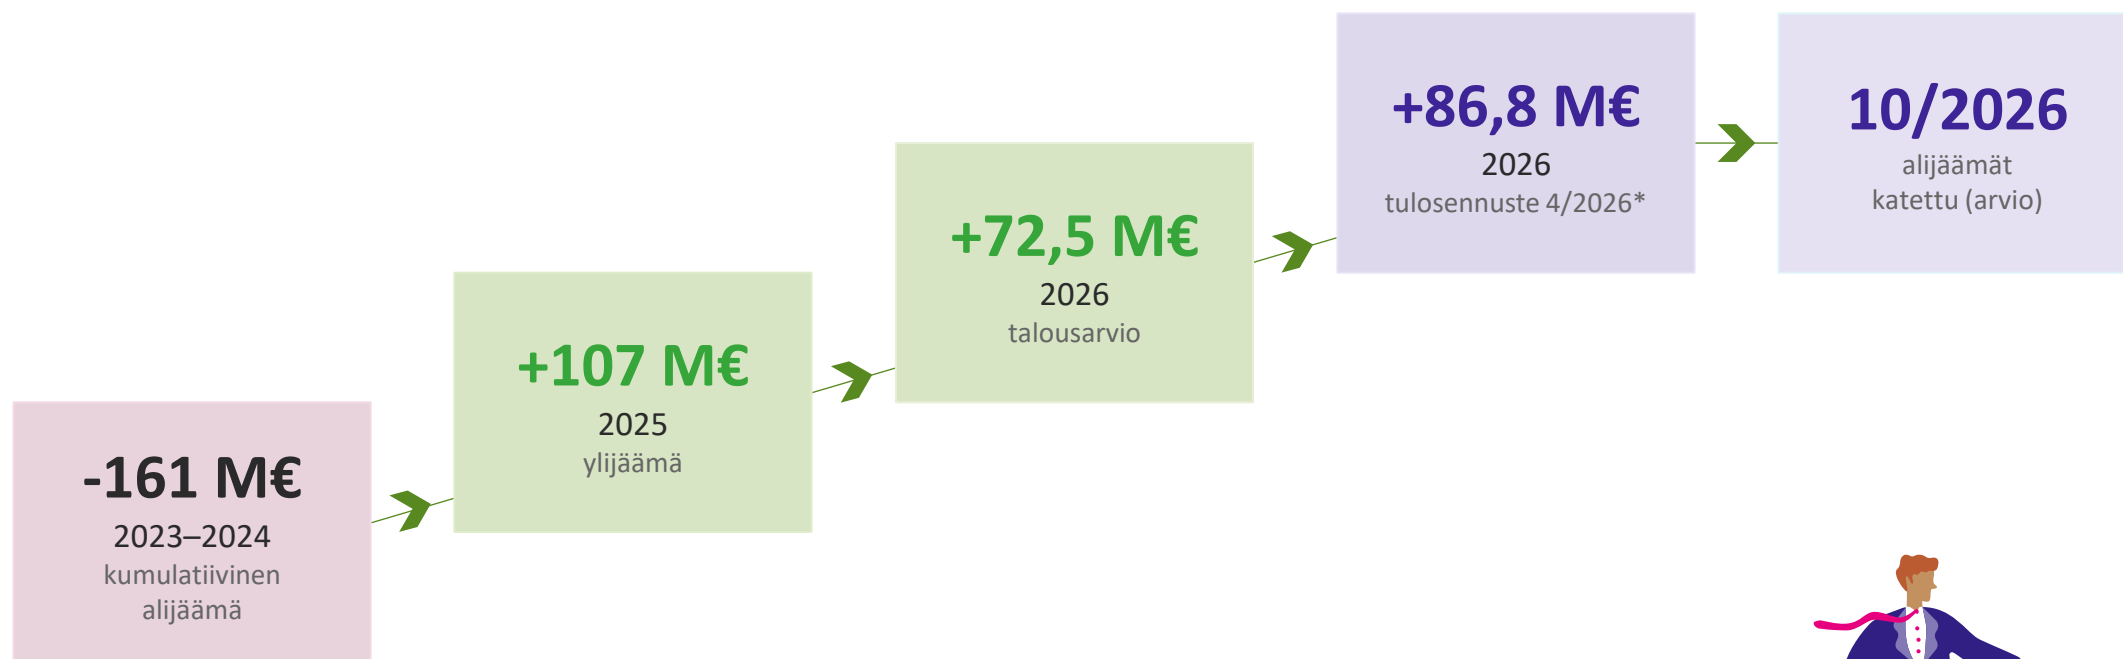 -161 M€
2023–2024
kumulatiivinen
alijäämä
+107 M€
2025
ylijäämä
+72,5 M€
2026
talousarvio
+86,8 M€
2026
tulosennuste 4/2026*
10/2026
alijäämät
katettu (arvio)